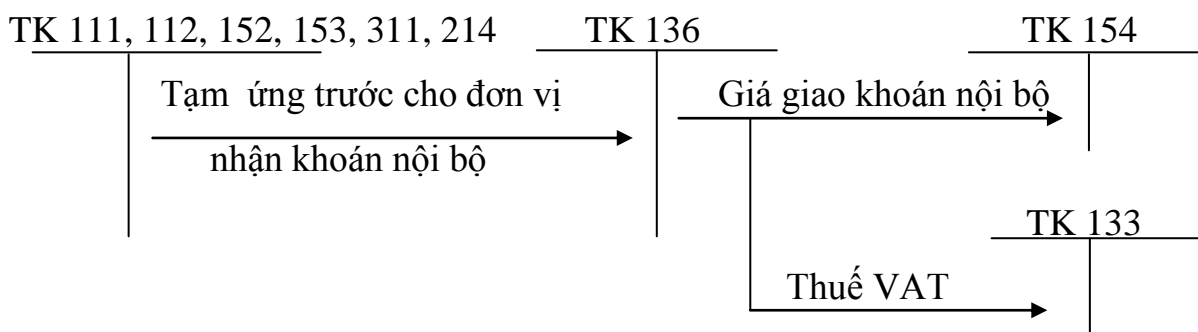 TK 111, 112, 152, 153, 311, 214
TK 136
TK 154
Tạm ứng trước cho đơn vị
nhận khoán nội bộ
Giá giao khoán nội bộ
TK 133
Thuế VAT